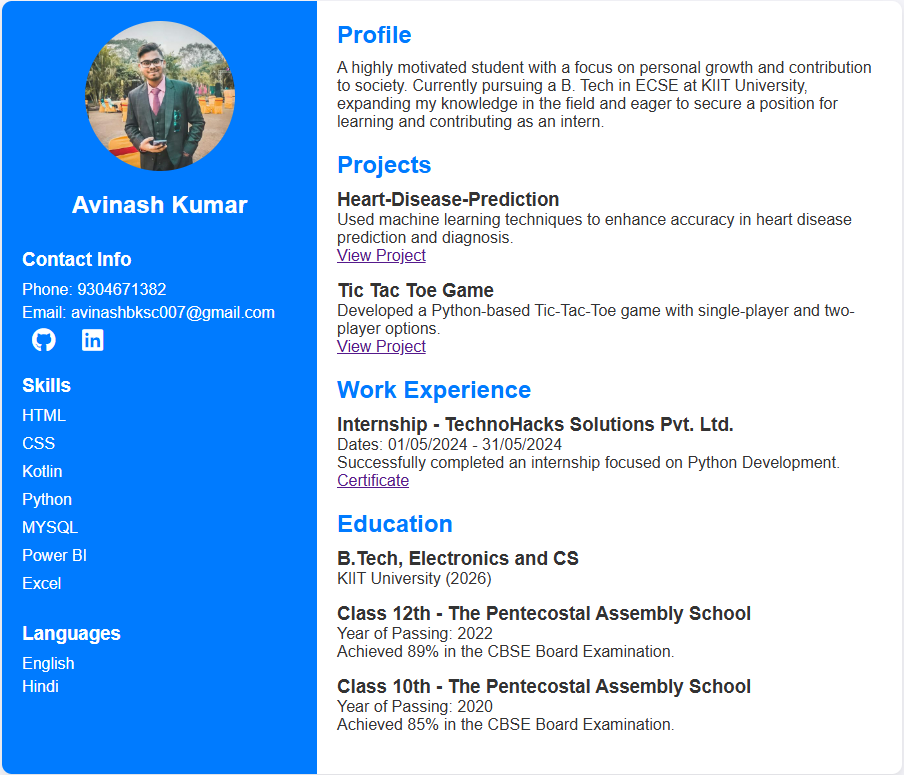 Avinash Kumar
Contact Info
Phone: 9304671382
Email: avinashbksc007@gmail.com
Skills
HTML
CSS
Kotlin
Python
MYSQL
Power BI
Excel
Languages
English
Hindi
Profile
A highly motivated student with a focus on personal growth and contribution
to society. Currently pursuing a B. Tech in ECSE at KIIT University,
expanding my knowledge in the field and eager to secure a position for
learning and contributing as an intern.
Projects
Heart-Disease-Prediction
Used machine learning techniques to enhance accuracy in heart disease
prediction and diagnosis.
View Project
Tic Tac Toe Game
Developed a Python-based Tic-Tac-Toe game with single-player and two-
player options.
View Project
Work Experience
Internship - TechnoHacks Solutions Pvt. Ltd.
Dates: 01/05/2024 - 31/05/2024
Successfully completed an internship focused on Python Development.
Certificate
Education
B.Tech, Electronics and CS
KIIT University (2026)
Class 12th - The Pentecostal Assembly School
Year of Passing: 2022
Achieved 89% in the CBSE Board Examination.
Class 10th - The Pentecostal Assembly School
Year of Passing: 2020
Achieved 85% in the CBSE Board Examination.